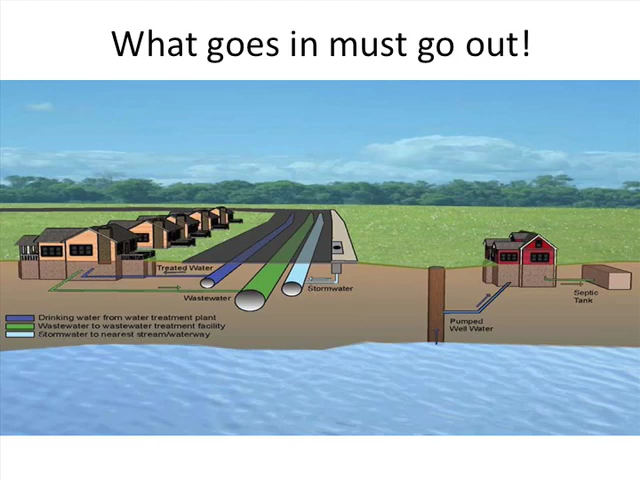 What goes in must go out!
Treated Water
Wastewater
Stormwater
Drinking water from water treatment plant
Wastewater to wastewater treatment facility
Stormwater to nearest stream/waterway
Pumped
Well Water
Septic
Tank